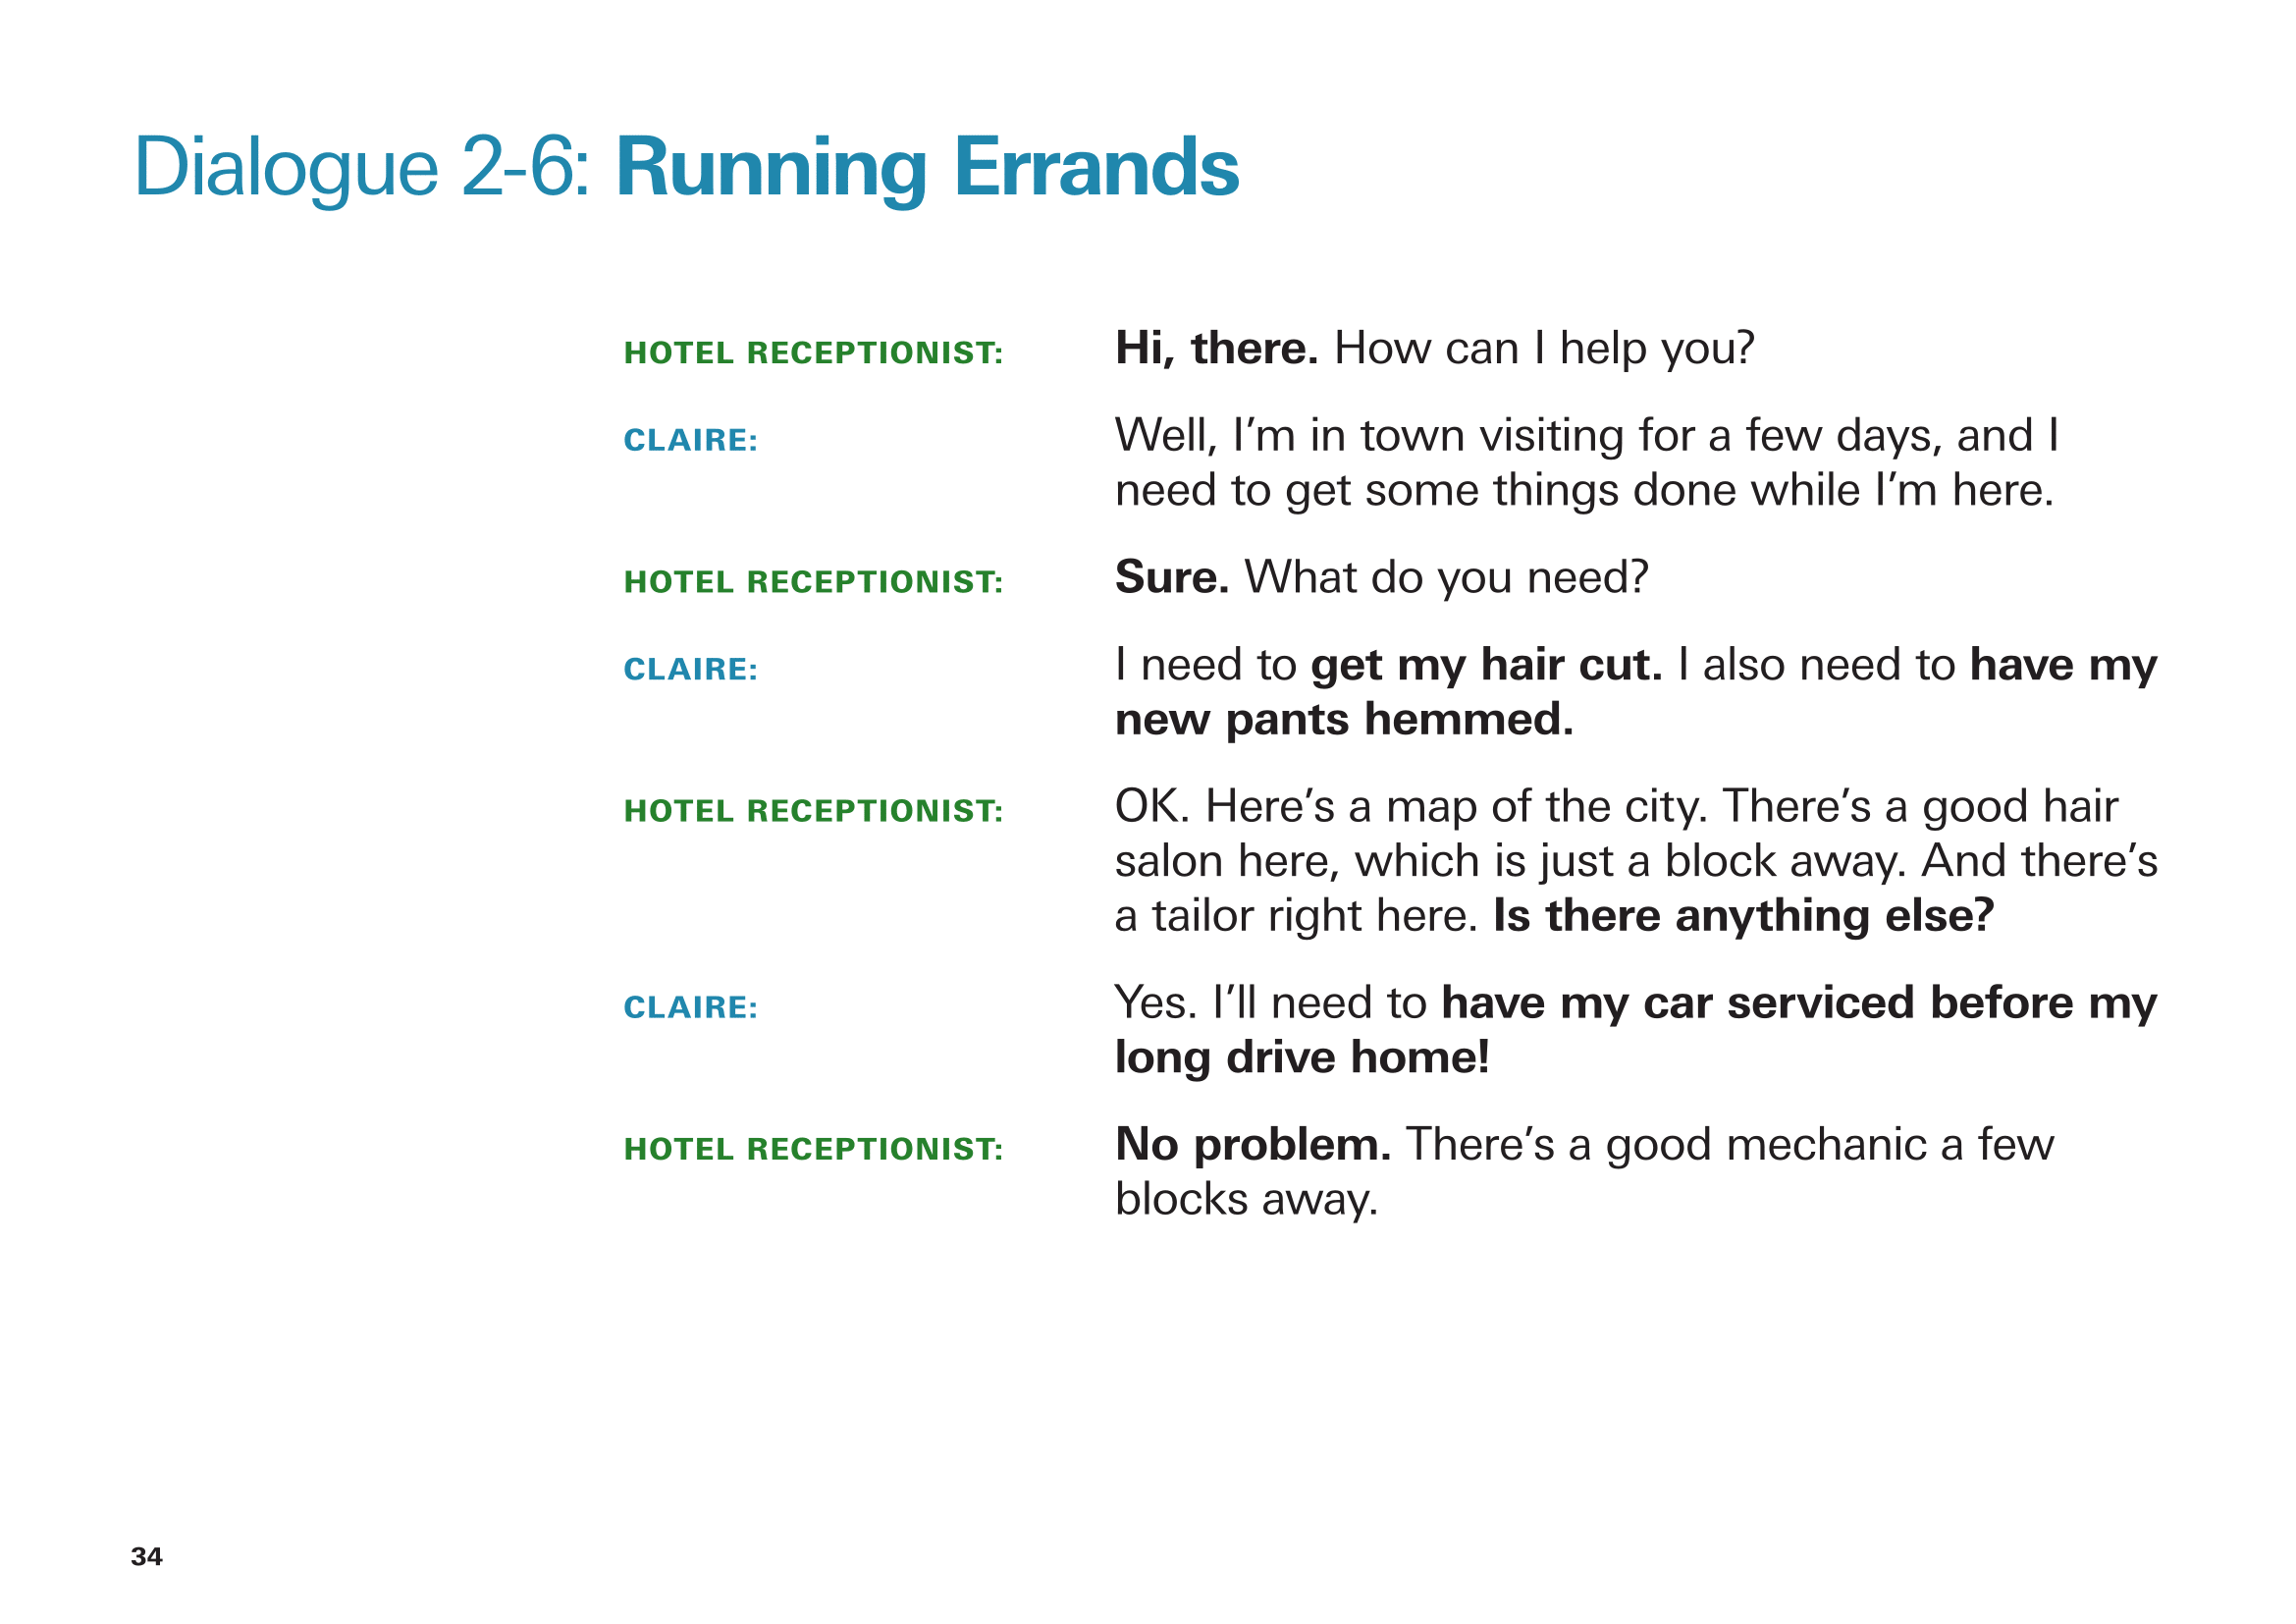 Dialogue 2-6: Running Errands
HOTEL RECEPTIONIST: Hi, there. How can I help you?
CLAIRE: Well, I’m in town visiting for a few days, and I
need to get some things done while I’m here.
HOTEL RECEPTIONIST: Sure. What do you need?
CLAIRE: I need to get my hair cut. I also need to have my
new pants hemmed.
HOTEL RECEPTIONIST: OK. Here’s a map of the city. There’s a good hair
salon here, which is just a block away. And there’s
a tailor right here. Is there anything else?
CLAIRE: Yes. I’ll need to have my car serviced before my
long drive home!
HOTEL RECEPTIONIST: No problem. There’s a good mechanic a few
blocks away.
34